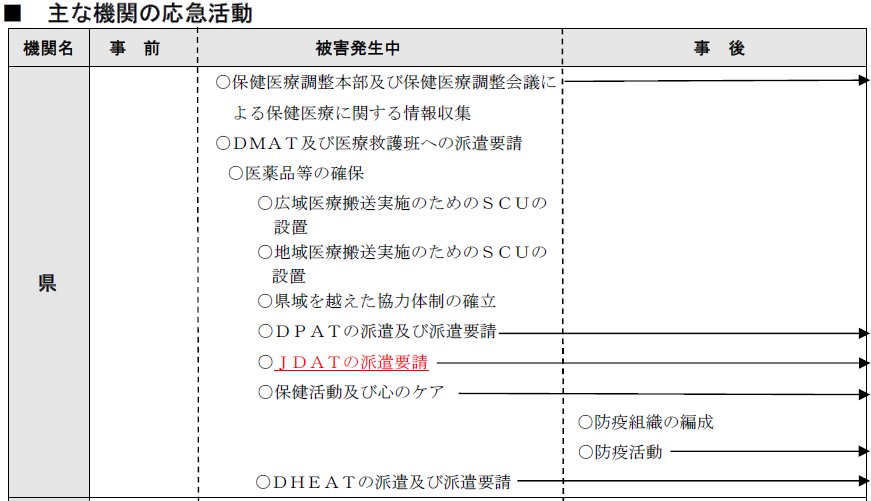 ■ 主な機関の応急活動
機関名 事 前 被害発生中 事 後
県
○保健医療調整本部及び保健医療調整会議に
よる保健医療に関する情報収集
○DMAT及び医療救護班への派遣要請
○医薬品等の確保
○広域医療搬送実施のためのSCUの
設置
○地域医療搬送実施のためのSCUの
設置
○県域を越えた協力体制の確立
○DPATの派遣及び派遣要請
○JDATの派遣要請
○保健活動及び心のケア
○防疫組織の編成
○防疫活動
○DHEATの派遣及び派遣要請